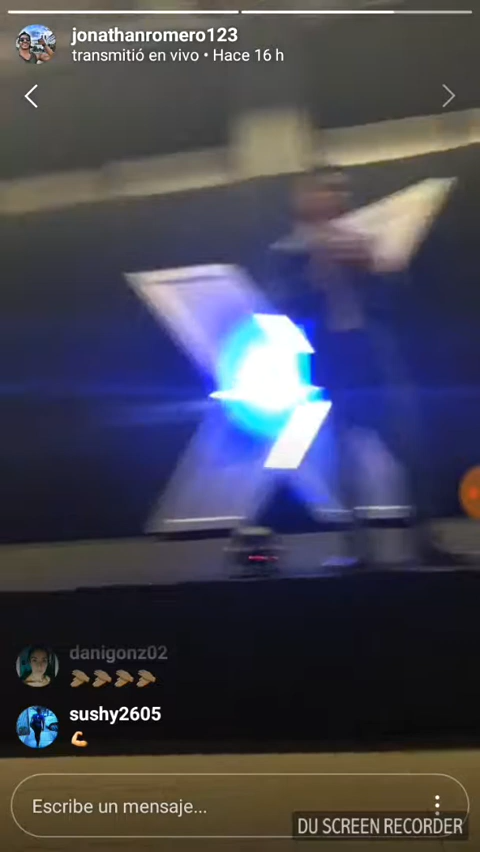 jonathanromero123
transmitió en vivo • Hace 16 h
danigonz02
sushy2605
Escribe un mensaje...
DU SCREEN RECORDER